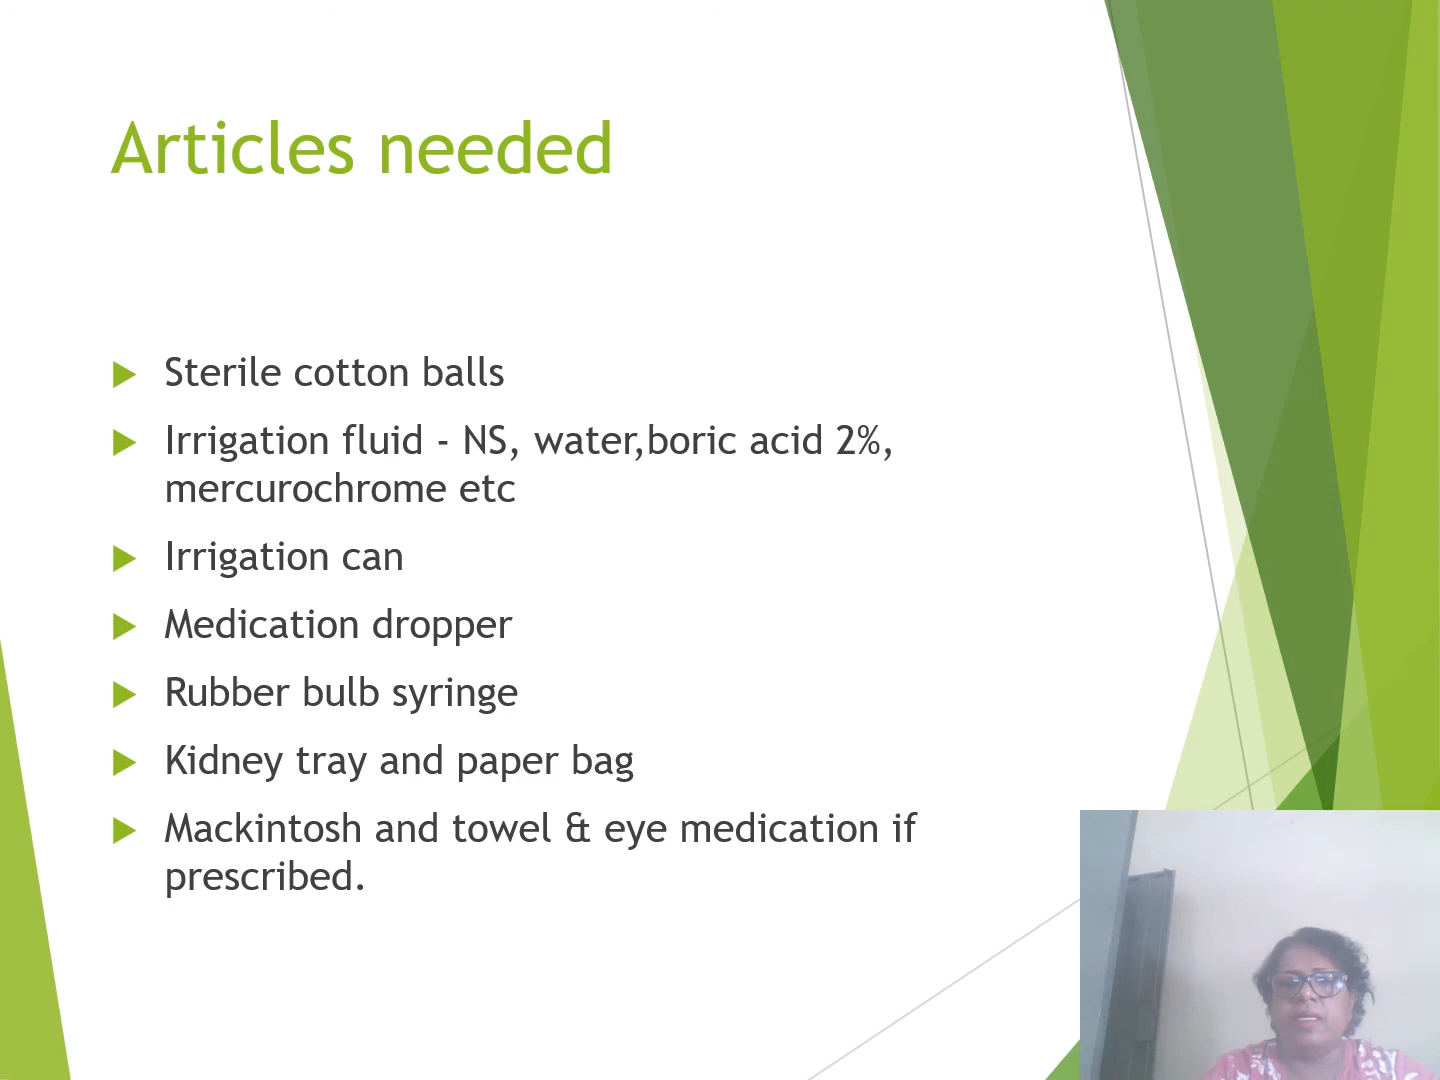 Articles needed
Sterile cotton balls
Irrigation fluid - NS, water,boric acid 2%,
mercurochrome etc
Irrigation can
Medication dropper
Rubber bulb syringe
Kidney tray and paper bag
Mackintosh and towel & eye medication if
prescribed.